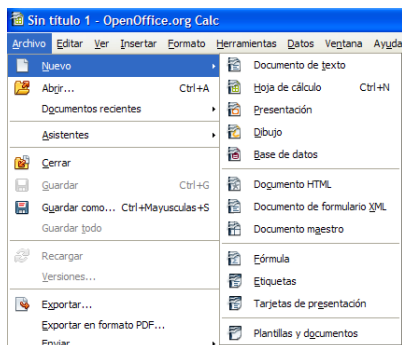 Sin título 1 - OpenOffice.org Calc
Archivo Editar Ver Insertar Formato Herramientas Datos Ventana Ayuda
Nuevo
Abrir... Ctrl+A
Documentos recientes
Asistentes
Cerrar
Guardar Ctrl+G
Guardar como... Ctrl+Mayusculas+S
Guardar todo
Recargar
Versiones...
Exportar...
Exportar en formato PDF...
Enviar
Documento de texto
Hoja de cálculo Ctrl+N
Presentación
Dibujo
Base de datos
Documento HTML
Documento de formulario XML
Documento maestro
Fórmula
Etiquetas
Tarjetas de presentación
Plantillas y documentos